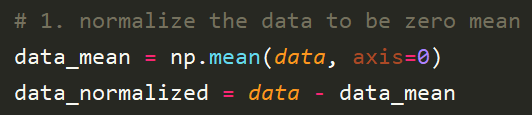 # 1. normalize the data to be zero mean
data_mean = np.mean(data, axis=0)
data_normalized = data - data_mean